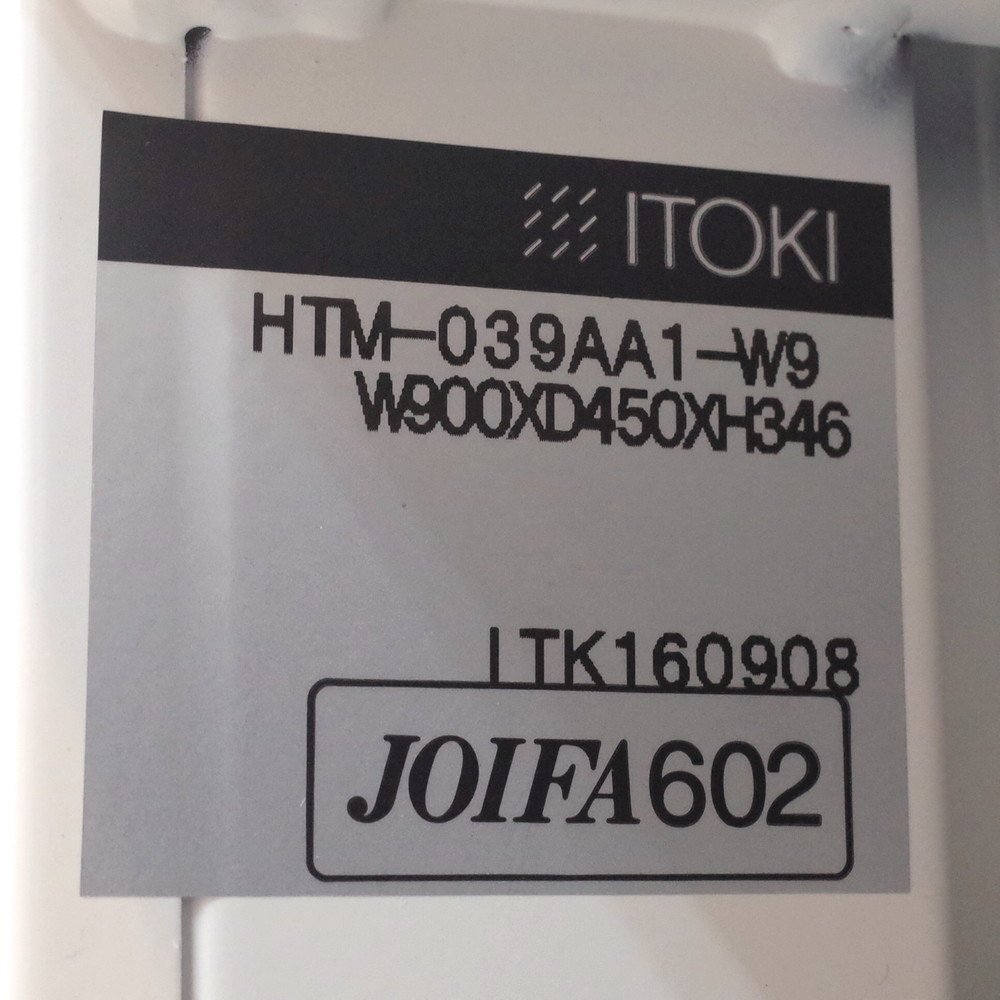 ITOKI
HTM-039AA1-W9
W900XD450XH346
ITK160908
JOIFA602